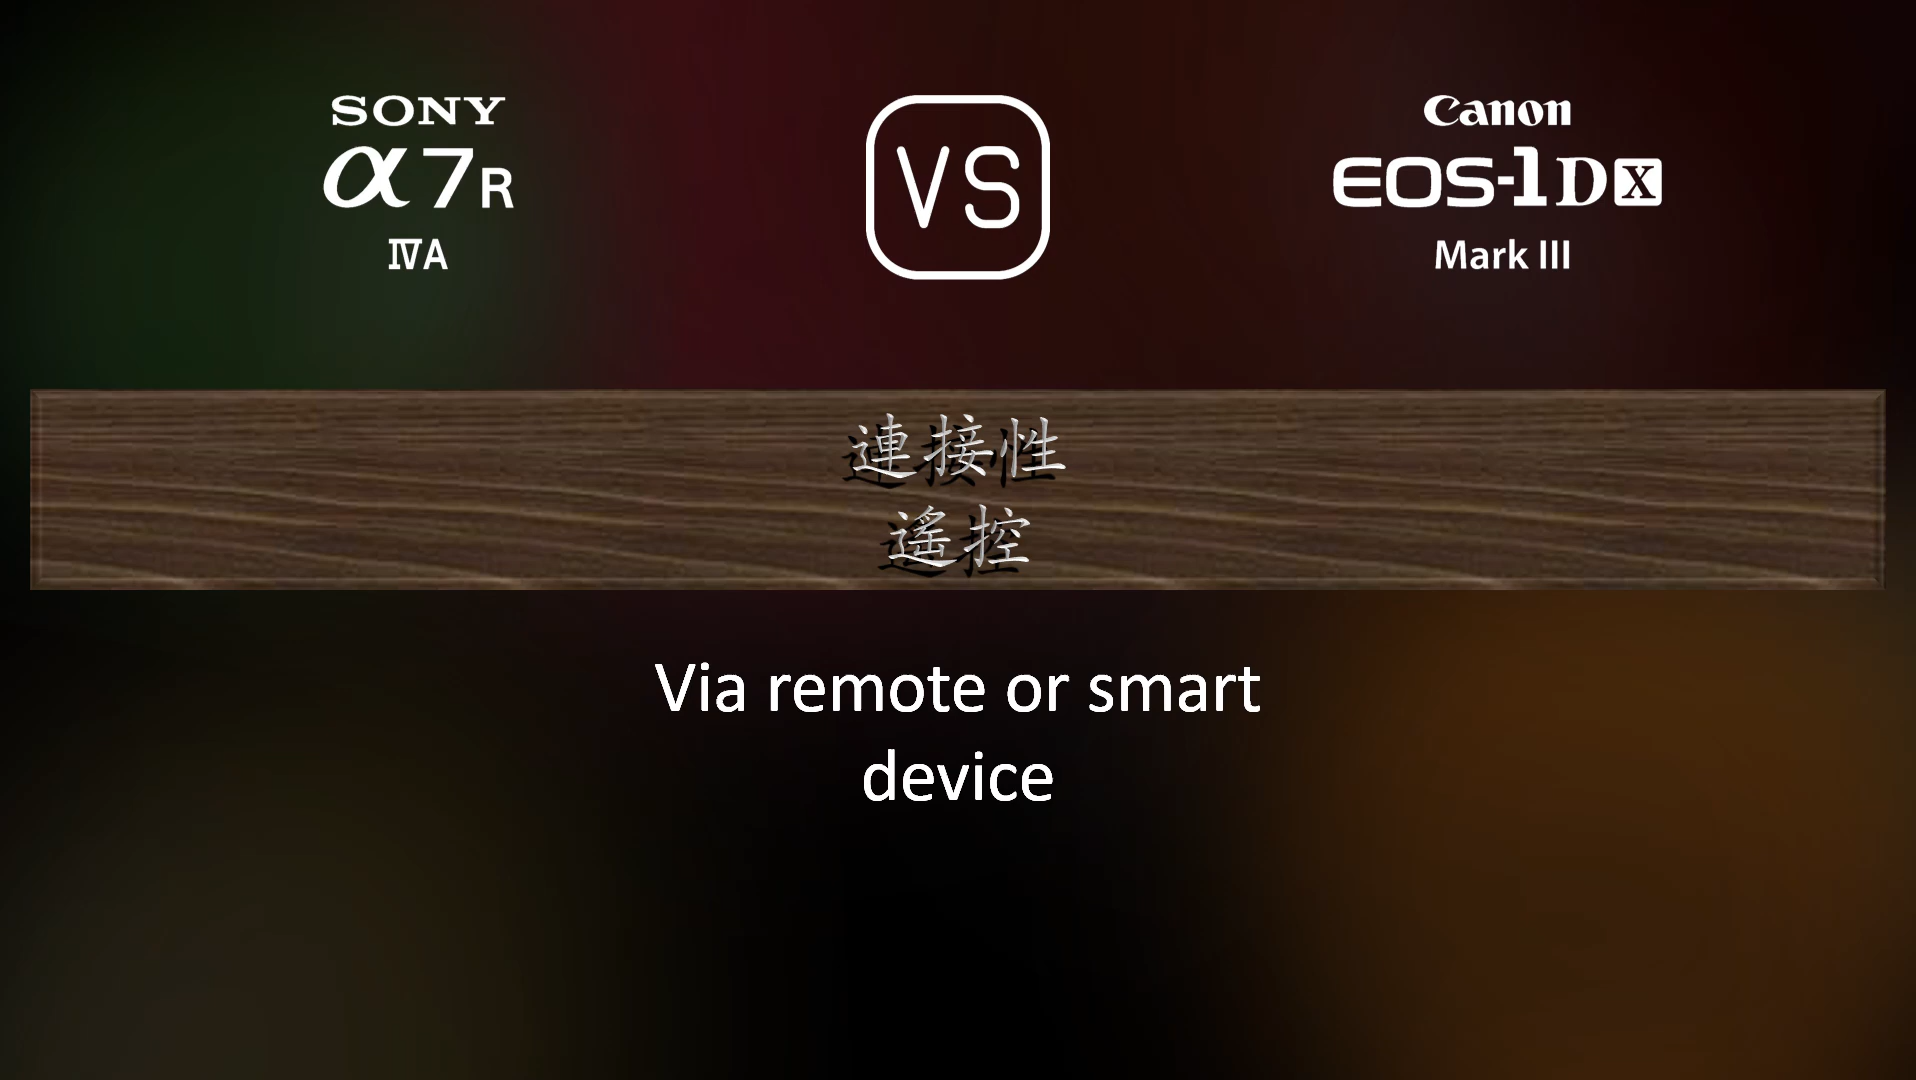 SONY
α7R
IVA
VS
Canon
EOS-1DX
Mark III
連接性
遙控
Via remote or smart
device